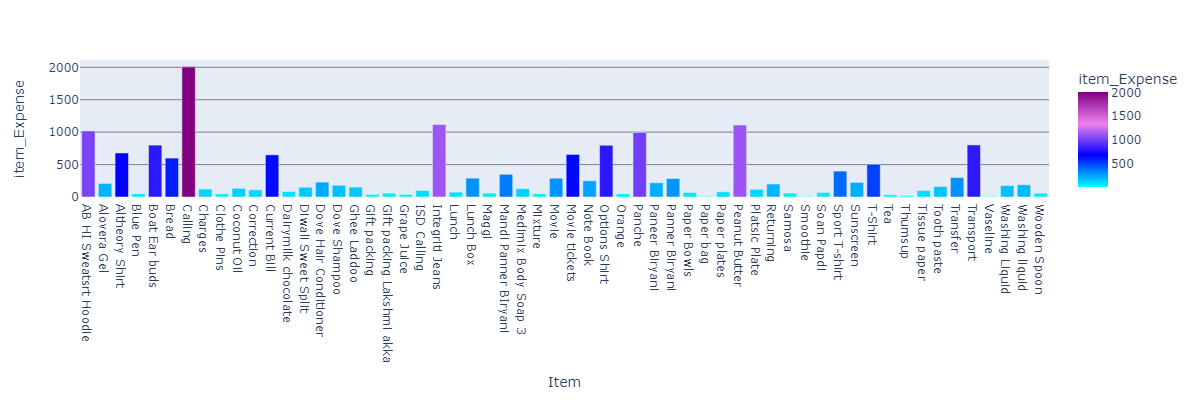 item_Expense
2000
1500
1000
500
0
AB HI Sweatsrt Hoodie
Alovera Gel
Atheory Shirt
Blue Pen
Boat Ear buds
Bread
Calling
Charges
Clothe Pins
Coconut Oil
Correction
Current Bill
Dairymilk chocolate
Diwali Sweet Split
Dove Hair Conditioner
Dove Shampoo
Ghee Laddoo
Gift packing
Gift packing Lakshmi akka
Grape Juice
ISD Calling
Integriti Jeans
Lunch
Lunch Box
Maggi
Mandi Panner Biryani
Medimix Body Soap 3
Mixture
Movie
Movie tickets
Note Book
Options Shirt
Orange
Panche
Paneer Biryani
Panner Biryani
Paper Bowls
Paper bag
Paper plates
Peanut Butter
Platsic Plate
Returning
Samosa
Smoothie
Soan Papdi
Sport T-shirt
Sunscreen
T-Shirt
Tea
Thumsup
Tissue paper
Tooth paste
Transfer
Transport
Vaseline
Washing Liquid
Washing liquid
Wooden Spoon
Item
item_Expense
2000
1500
1000
500